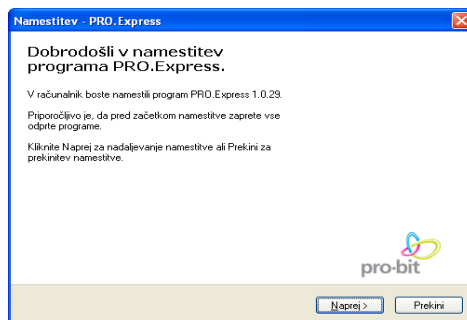 Namestitev - PRO.Express
Dobrodošli v namestitev
programa PRO.Express.
V računalnik boste namestili program PRO.Express 1.0.29.
Priporočljivo je, da pred začetkom namestitve zaprete vse
odprte programe.
Kliknite Naprej za nadaljevanje namestitve ali Prekini za
prekinitev namestitve.
pro-bit
Naprej >
Prekini